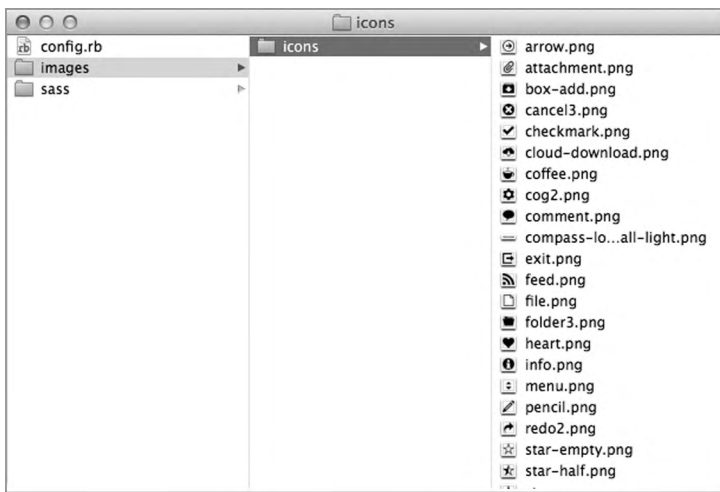 icons
rb config.rb
images
sass
icons
arrow.png
attachment.png
box-add.png
cancel3.png
checkmark.png
cloud-download.png
coffee.png
cog2.png
comment.png
compass-lo...all-light.png
exit.png
feed.png
file.png
folder3.png
heart.png
info.png
menu.png
pencil.png
redo2.png
star-empty.png
star-half.png